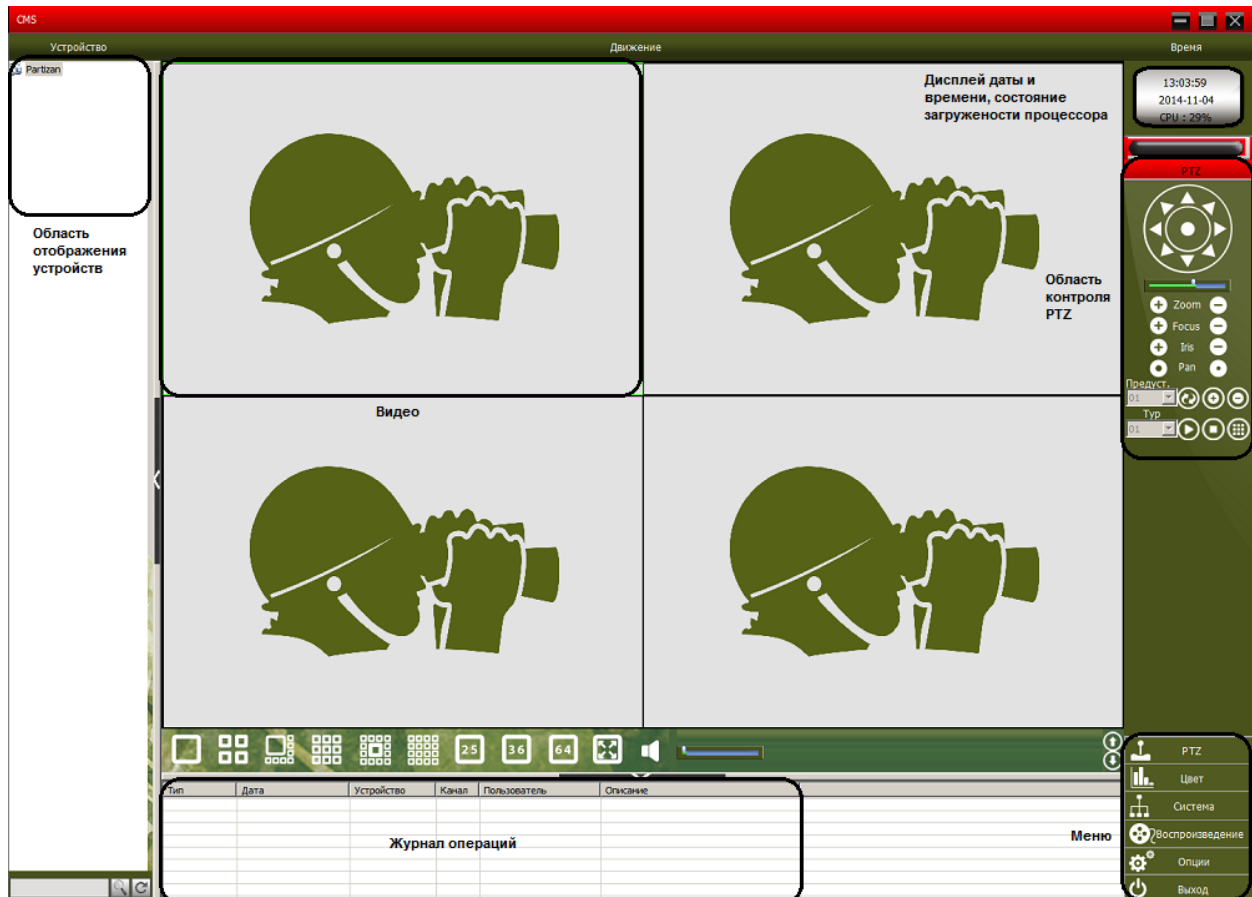 CMS
Устройство
Движение
Время
Partizan
Область
отображения
устройств
Дисплей даты и
времени, состояние
загружености процессора
13:03:59
2014-11-04
CPU : 29%
PTZ
Область
контроля
PTZ
Zoom
Focus
Iris
Pan
Предуст.
01
Тур
01
Видео
25 36 64
Тип Дата Устройство Канал Пользователь Описание
Журнал операций
Меню
PTZ
Цвет
Система
Воспроизведение
Опции
Выход